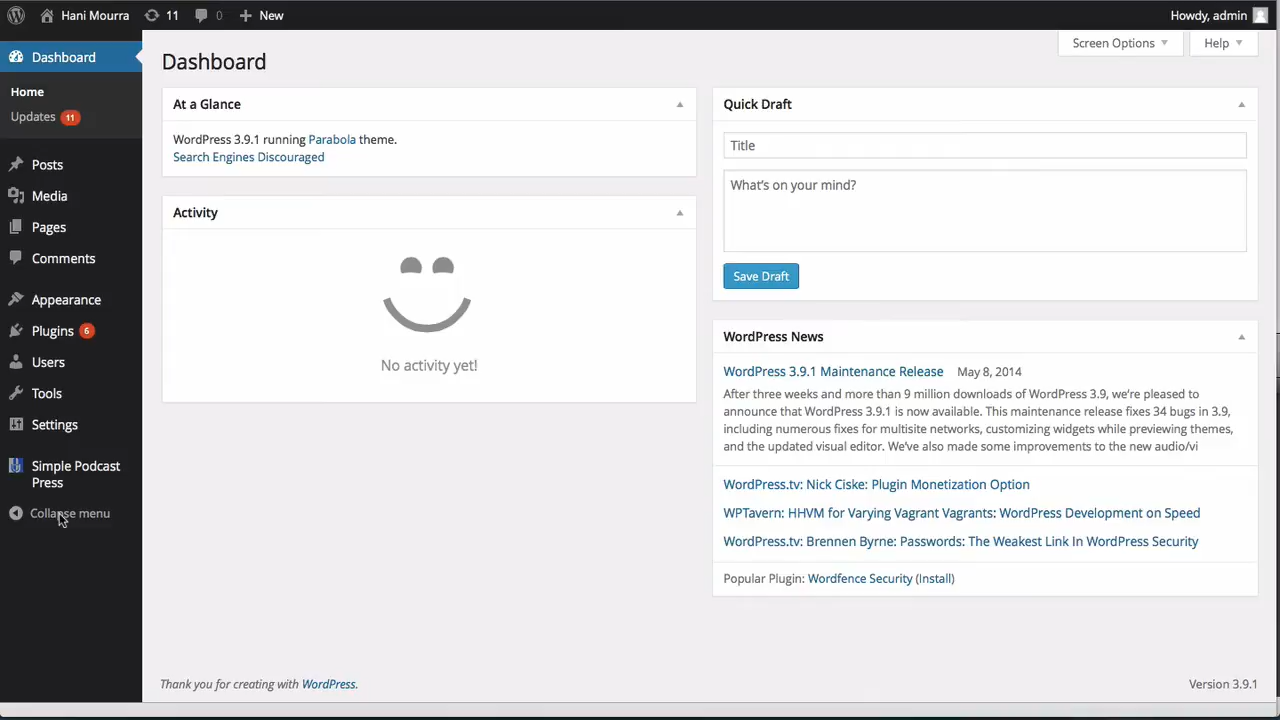 Hani Mourra
11
0
New
Howdy, admin
Dashboard
Home
Updates 11
Posts
Media
Pages
Comments
Appearance
Plugins 6
Users
Tools
Settings
Simple Podcast
Press
Collapse menu
Screen Options
Help
Dashboard
At a Glance
WordPress 3.9.1 running Parabola theme.
Search Engines Discouraged
Activity
No activity yet!
Quick Draft
Title
What's on your mind?
Save Draft
WordPress News
WordPress 3.9.1 Maintenance Release May 8, 2014
After three weeks and more than 9 million downloads of WordPress 3.9, we're pleased to
announce that WordPress 3.9.1 is now available. This maintenance release fixes 34 bugs in 3.9,
including numerous fixes for multisite networks, customizing widgets while previewing themes,
and the updated visual editor. We've also made some improvements to the new audio/vi
WordPress.tv: Nick Ciske: Plugin Monetization Option
WPTavern: HHVM for Varying Vagrant Vagrants: WordPress Development on Speed
WordPress.tv: Brennen Byrne: Passwords: The Weakest Link In WordPress Security
Popular Plugin: Wordfence Security (Install)
Thank you for creating with WordPress.
Version 3.9.1